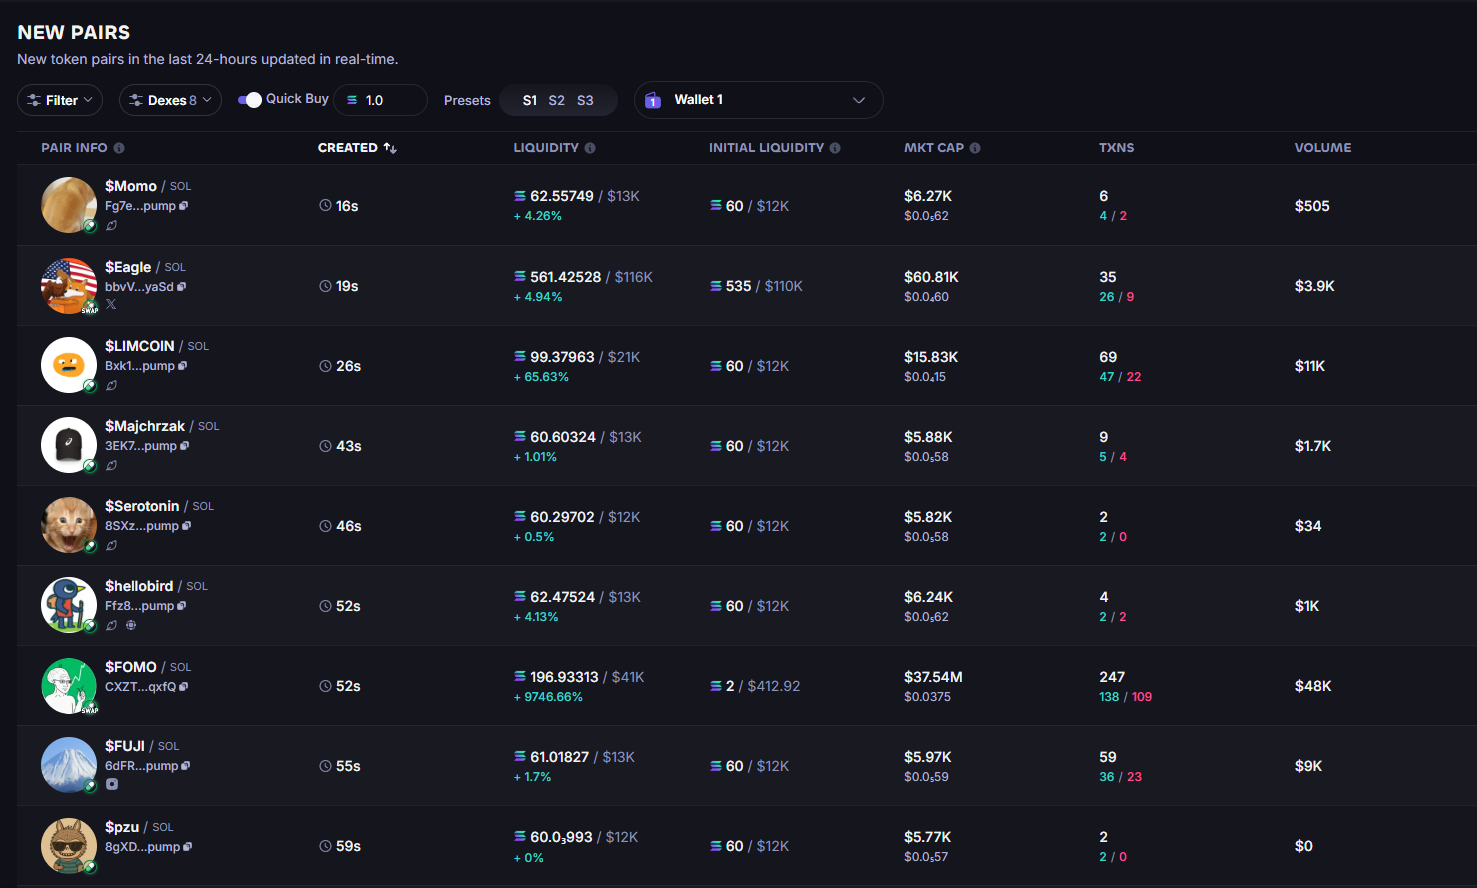 NEW PAIRS
New token pairs in the last 24-hours updated in real-time.
Filter Dexes 8 Quick Buy 1.0 Presets S1 S2 S3 1 Wallet 1
PAIR INFO CREATED LIQUIDITY INITIAL LIQUIDITY MKT CAP TXNS VOLUME
$Momo / SOL
Fg7e...pump
16s
62.55749 / $13K
+ 4.26%
60 / $12K
$6.27K
$0.0₅62
6
4 / 2
$505
$Eagle / SOL
bbvV...yaSd
SWAP
19s
561.42528 / $116K
+ 4.94%
535 / $110K
$60.81K
$0.0₄60
35
26 / 9
$3.9K
$LIMCOIN / SOL
Bxk1...pump
26s
99.37963 / $21K
+ 65.63%
60 / $12K
$15.83K
$0.0₄15
69
47 / 22
$11K
$Majchrzak / SOL
3EK7...pump
43s
60.60324 / $13K
+ 1.01%
60 / $12K
$5.88K
$0.0₅58
9
5 / 4
$1.7K
$Serotonin / SOL
8SXz...pump
46s
60.29702 / $12K
+ 0.5%
60 / $12K
$5.82K
$0.0₅58
2
2 / 0
$34
$hellobird / SOL
Ffz8...pump
52s
62.47524 / $13K
+ 4.13%
60 / $12K
$6.24K
$0.0₅62
4
2 / 2
$1K
$FOMO / SOL
CXZT...qxfQ
SWAP
52s
196.93313 / $41K
+ 9746.66%
2 / $412.92
$37.54M
$0.0375
247
138 / 109
$48K
$FUJI / SOL
6dFR...pump
55s
61.01827 / $13K
+ 1.7%
60 / $12K
$5.97K
$0.0₅59
59
36 / 23
$9K
$pzu / SOL
8gXD...pump
59s
60.0₃993 / $12K
+ 0%
60 / $12K
$5.77K
$0.0₅57
2
2 / 0
$0